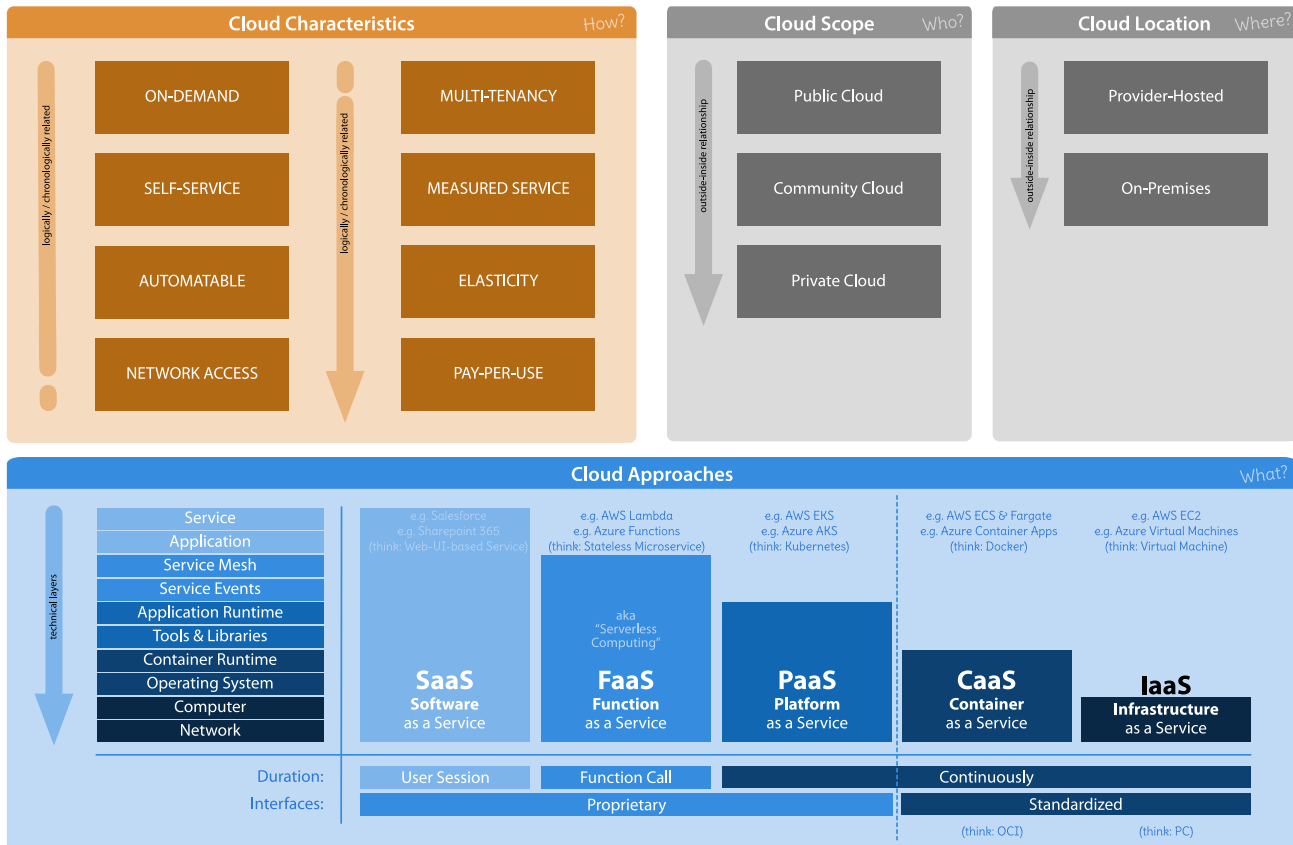 Cloud Characteristics
How?
logically / chronologically related
ON-DEMAND
SELF-SERVICE
AUTOMATABLE
NETWORK ACCESS
logically / chronologically related
MULTI-TENANCY
MEASURED SERVICE
ELASTICITY
PAY-PER-USE
Cloud Scope
Who?
outside-inside relationship
Public Cloud
Community Cloud
Private Cloud
Cloud Location
Where?
outside-inside relationship
Provider-Hosted
On-Premises
Cloud Approaches
What?
technical layers
Service
Application
Service Mesh
Service Events
Application Runtime
Tools & Libraries
Container Runtime
Operating System
Computer
Network
e.g. Salesforce
e.g. Sharepoint 365
(think: Web-UI-based Service)
SaaS
Software
as a Service
e.g. AWS Lambda
e.g. Azure Functions
(think: Stateless Microservice)
aka
"Serverless
Computing"
FaaS
Function
as a Service
e.g. AWS EKS
e.g. Azure AKS
(think: Kubernetes)
PaaS
Platform
as a Service
e.g. AWS ECS & Fargate
e.g. Azure Container Apps
(think: Docker)
CaaS
Container
as a Service
e.g. AWS EC2
e.g. Azure Virtual Machines
(think: Virtual Machine)
IaaS
Infrastructure
as a Service
Duration:
User Session
Function Call
Continuously
Interfaces:
Proprietary
Standardized
(think: OCI)
(think: PC)